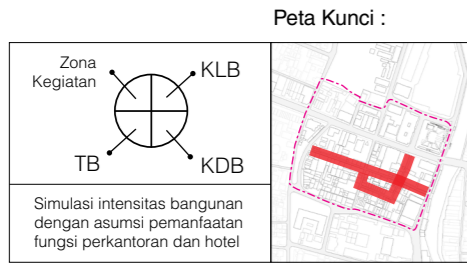 Peta Kunci :
Zona
Kegiatan
KLB
TB
KDB
Simulasi intensitas bangunan
dengan asumsi pemanfaatan
fungsi perkantoran dan hotel